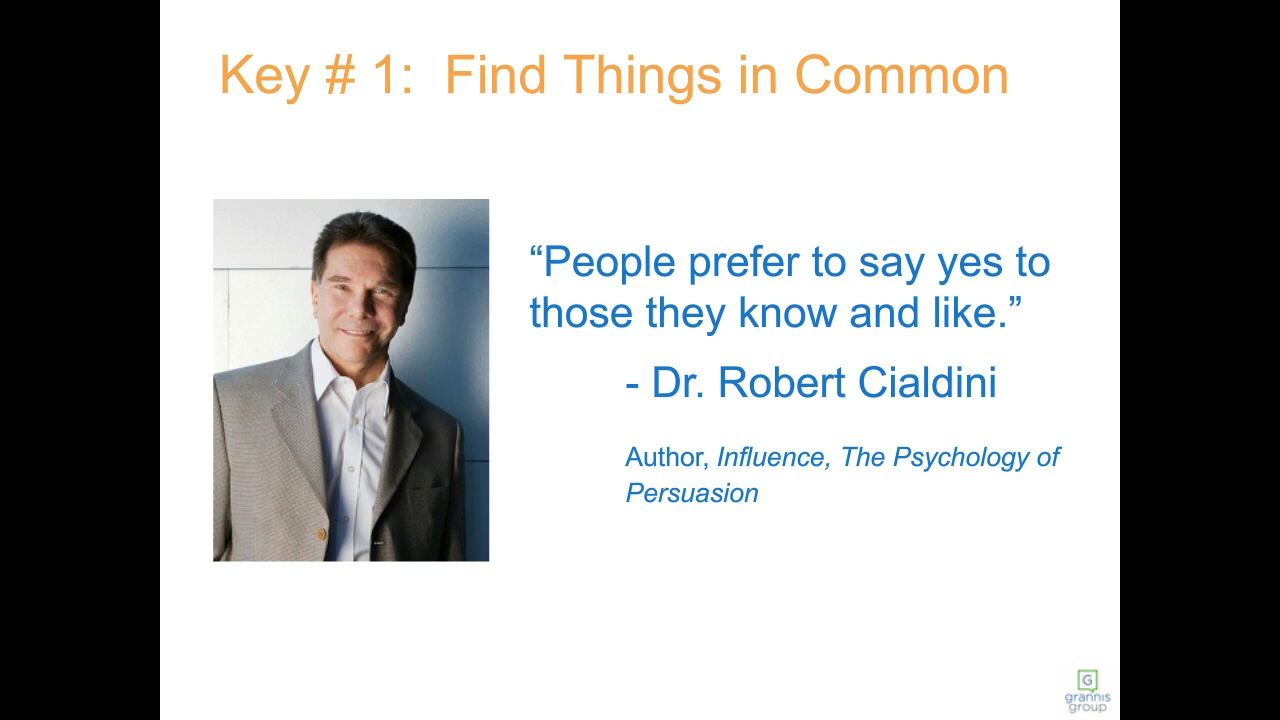 Key # 1:  Find Things in Common
“People prefer to say yes to
those they know and like.”
- Dr. Robert Cialdini
Author, Influence, The Psychology of
Persuasion
G
grannis
group